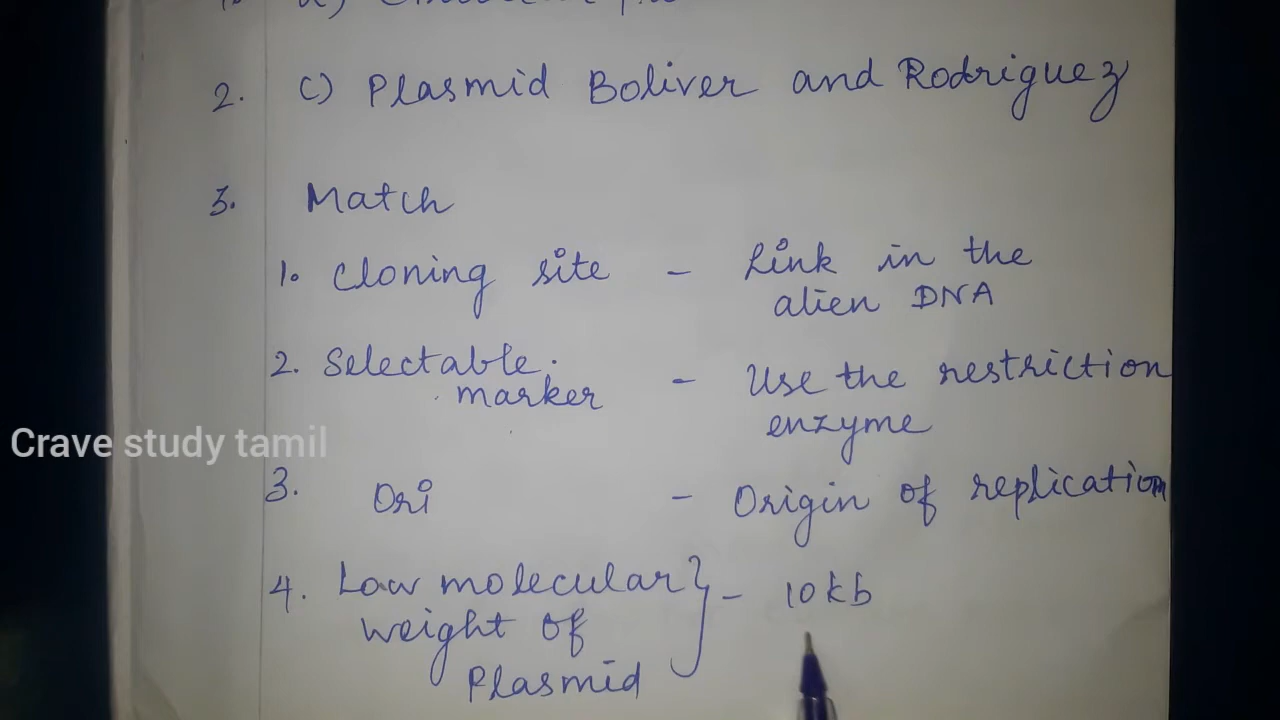 2. C) Plasmid Boliver and Rodriguez
3. Match
1. Cloning site - Link in the
alien DNA
2. Selectable
marker - Use the restriction
enzyme
Crave study tamil
3. Ori - Origin of replication
4. Low molecular } - 10kb
weight of
Plasmid